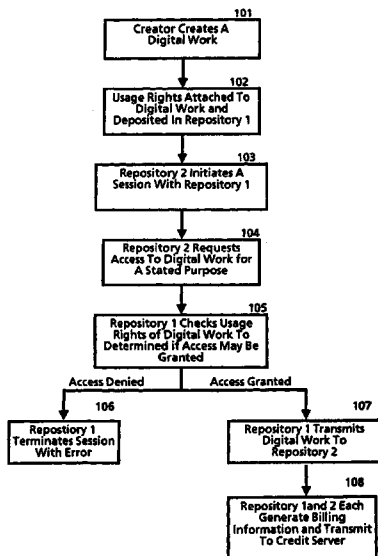 101
Creator Creates A
Digital Work
102
Usage Rights Attached To
Digital Work and
Deposited In Repository 1
103
Repository 2 Initiates A
Session With Repository 1
104
Repository 2 Requests
Access To Digital Work for
A Stated Purpose
105
Repository 1 Checks Usage
Rights of Digital Work To
Determined if Access May Be
Granted
Access Denied
Access Granted
106
Repostiory 1
Terminates Session
With Error
107
Repository 1 Transmits
Digital Work To
Repository 2
108
Repository 1and 2 Each
Generate Billing
Information and Transmit
To Credit Server